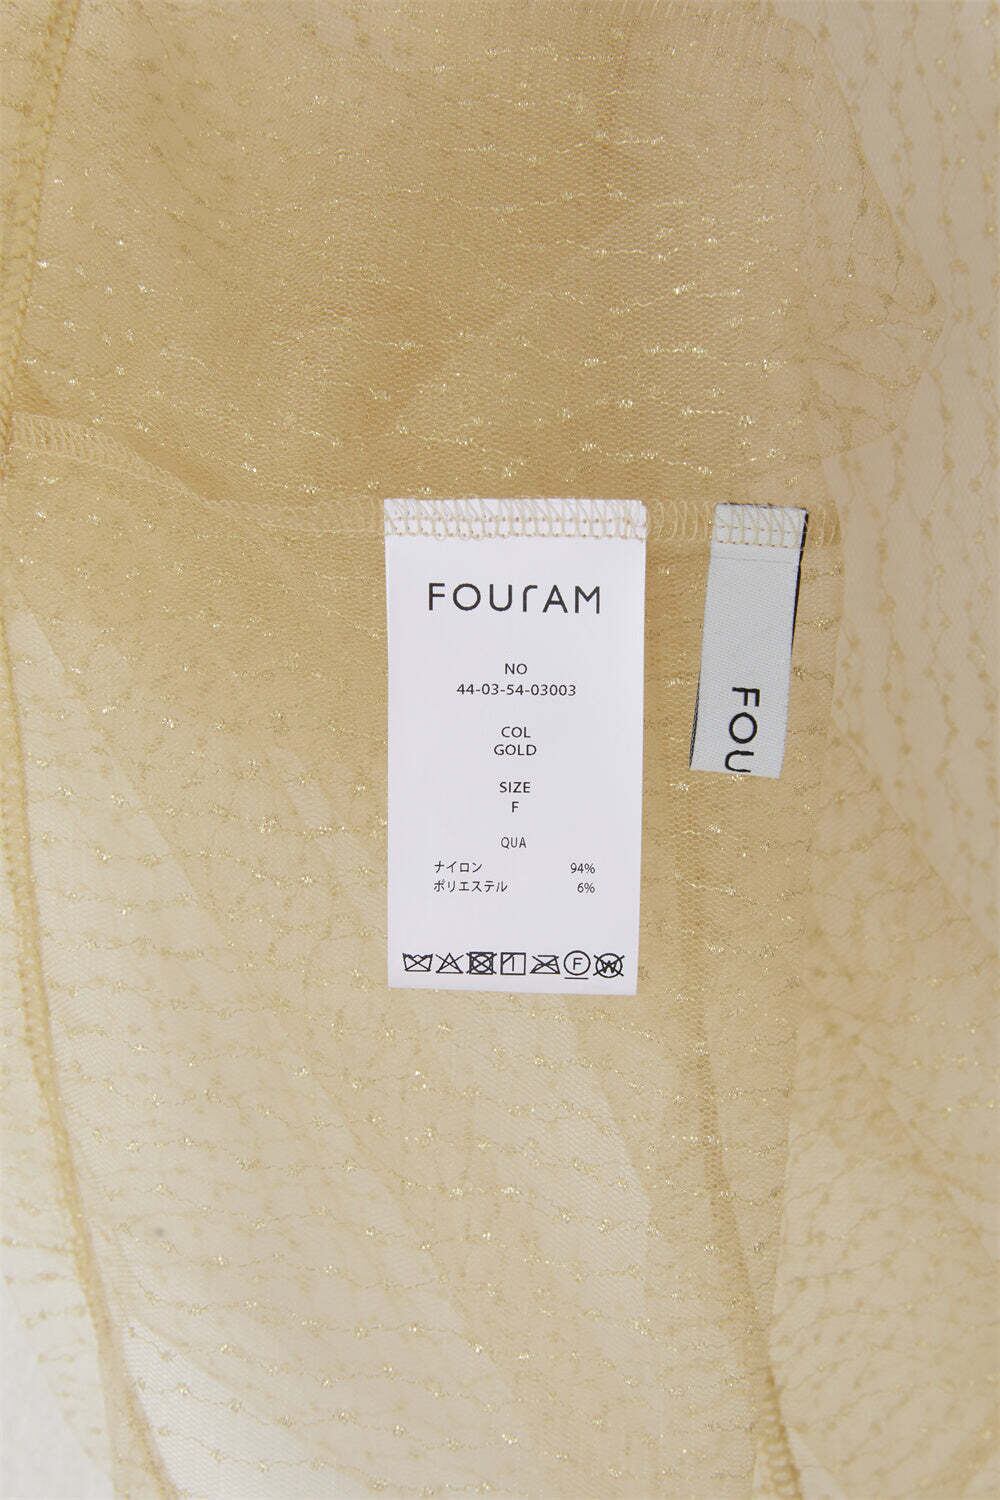 FOUrAM
NO
44-03-54-03003
COL
GOLD
SIZE
F
QUA
ナイロン 94%
ポリエステル 6%
F
W
FOU